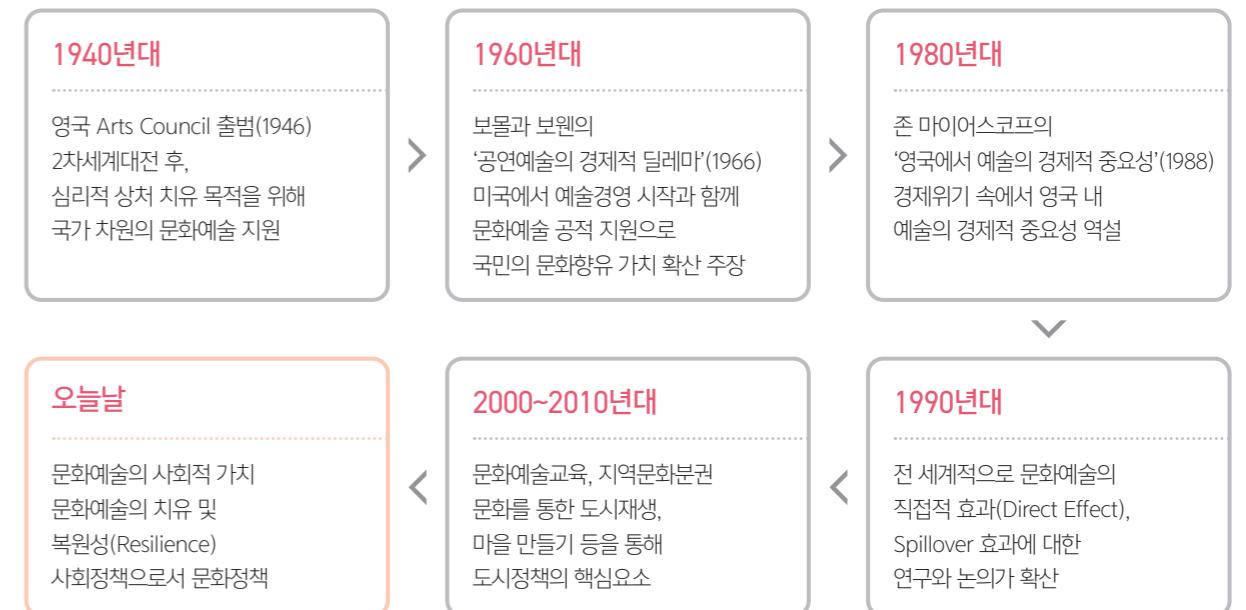 1940년대
영국 Arts Council 출범(1946)
2차세계대전 후,
심리적 상처 치유 목적을 위해
국가 차원의 문화예술 지원
1960년대
보몰과 보웬의
‘공연예술의 경제적 딜레마’(1966)
미국에서 예술경영 시작과 함께
문화예술 공적 지원으로
국민의 문화향유 가치 확산 주장
1980년대
존 마이어스코프의
‘영국에서 예술의 경제적 중요성’(1988)
경제위기 속에서 영국 내
예술의 경제적 중요성 역설
1990년대
전 세계적으로 문화예술의
직접적 효과(Direct Effect),
Spillover 효과에 대한
연구와 논의가 확산
2000~2010년대
문화예술교육, 지역문화분권
문화를 통한 도시재생,
마을 만들기 등을 통해
도시정책의 핵심요소
오늘날
문화예술의 사회적 가치
문화예술의 치유 및
복원성(Resilience)
사회정책으로서 문화정책